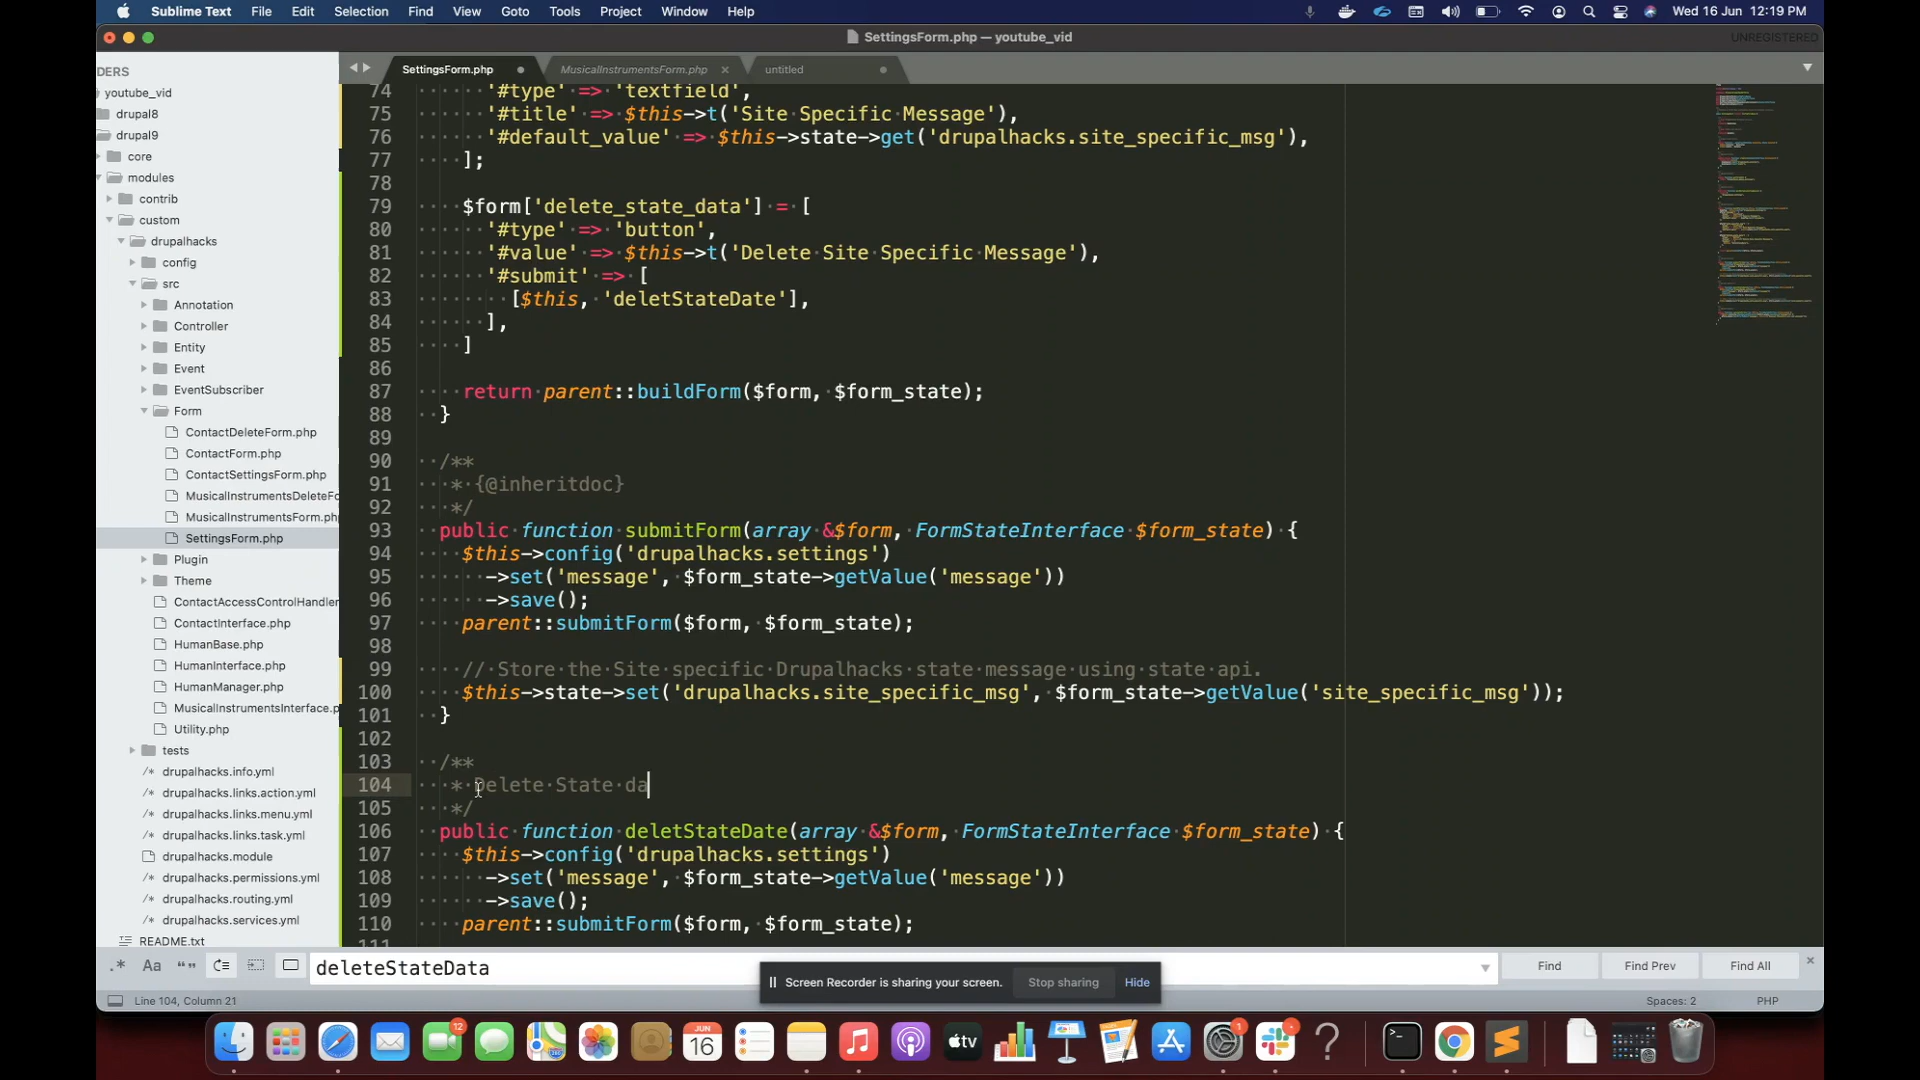 Sublime Text File Edit Selection Find View Goto Tools Project Window Help
Wed 16 Jun 12:19 PM
SettingsForm.php — youtube_vid
UNREGISTERED
DERS
youtube_vid
drupal8
drupal9
core
modules
contrib
custom
drupalhacks
config
src
Annotation
Controller
Entity
Event
EventSubscriber
Form
ContactDeleteForm.php
ContactForm.php
ContactSettingsForm.php
MusicalInstrumentsDeleteFo
MusicalInstrumentsForm.ph
SettingsForm.php
Plugin
Theme
ContactAccessControlHandler
ContactInterface.php
HumanBase.php
HumanInterface.php
HumanManager.php
MusicalInstrumentsInterface.p
Utility.php
tests
/* drupalhacks.info.yml
/* drupalhacks.links.action.yml
/* drupalhacks.links.menu.yml
/* drupalhacks.links.task.yml
drupalhacks.module
/* drupalhacks.permissions.yml
/* drupalhacks.routing.yml
/* drupalhacks.services.yml
README.txt
SettingsForm.php MusicalInstrumentsForm.php untitled
74 '#type' => 'textfield',
75 '#title' => $this->t('Site Specific Message'),
76 '#default_value' => $this->state->get('drupalhacks.site_specific_msg'),
77 ];
78
79 $form['delete_state_data'] = [
80 '#type' => 'button',
81 '#value' => $this->t('Delete Site Specific Message'),
82 '#submit' => [
83 [$this, 'deletStateDate'],
84 ],
85 ]
86
87 return parent::buildForm($form, $form_state);
88 }
89
90 /**
91 * {@inheritdoc}
92 */
93 public function submitForm(array &$form, FormStateInterface $form_state) {
94 $this->config('drupalhacks.settings')
95 ->set('message', $form_state->getValue('message'))
96 ->save();
97 parent::submitForm($form, $form_state);
98
99 // Store the Site specific Drupalhacks state message using state api.
100 $this->state->set('drupalhacks.site_specific_msg', $form_state->getValue('site_specific_msg'));
101 }
102
103 /**
104 * Delete State da
105 */
106 public function deletStateDate(array &$form, FormStateInterface $form_state) {
107 $this->config('drupalhacks.settings')
108 ->set('message', $form_state->getValue('message'))
109 ->save();
110 parent::submitForm($form, $form_state);
.* Aa “ ” deleteStateData Find Find Prev Find All
Screen Recorder is sharing your screen. Stop sharing Hide
Line 104, Column 21 Spaces: 2 PHP
12
JUN
16
tv
1